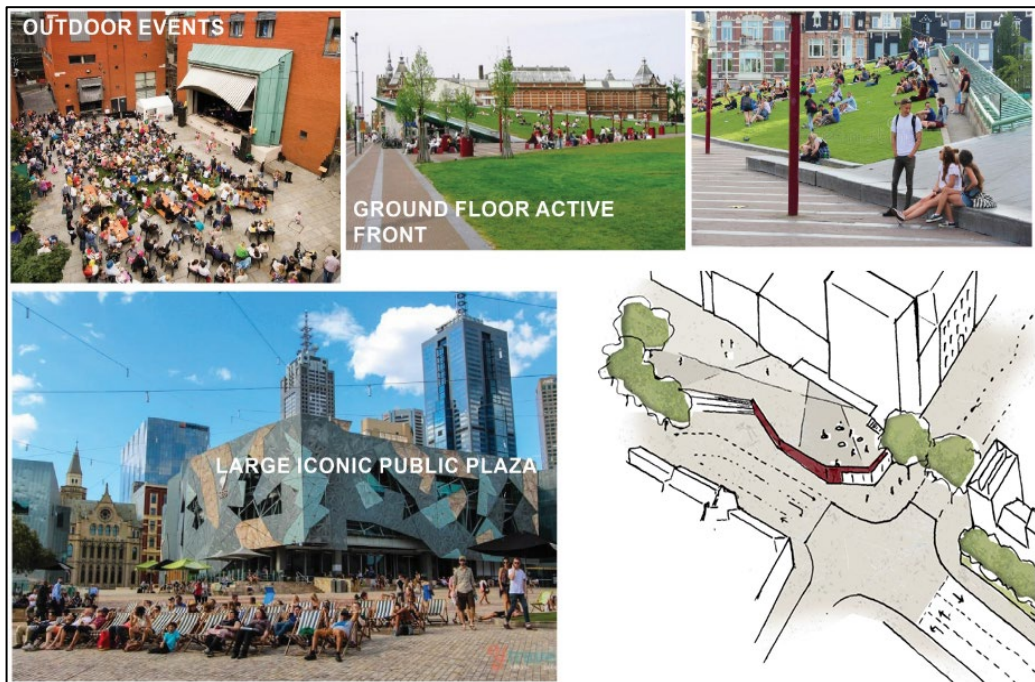 OUTDOOR EVENTS
GROUND FLOOR ACTIVE
FRONT
LARGE ICONIC PUBLIC PLAZA